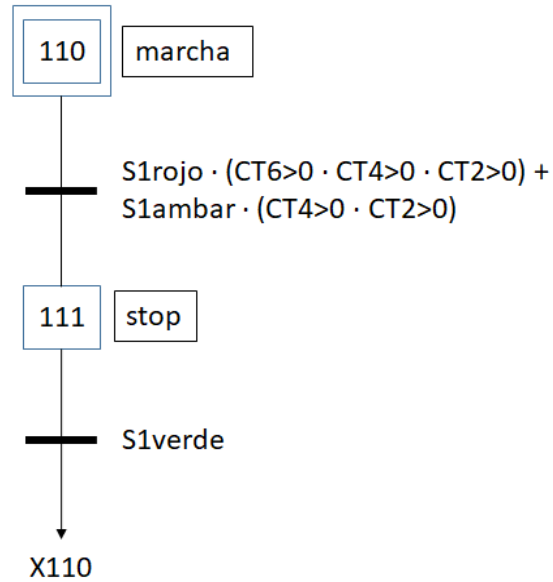 110
marcha
S1rojo · (CT6>0 · CT4>0 · CT2>0) +
S1ambar · (CT4>0 · CT2>0)
111
stop
S1verde
X110